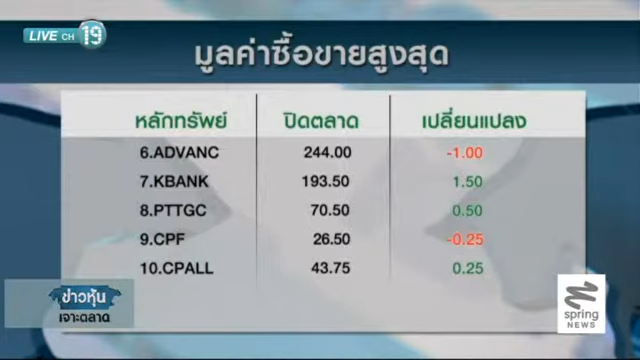 LIVE CH 19
มูลค่าซื้อขายสูงสุด
หลักทรัพย์ ปิดตลาด เปลี่ยนแปลง
6.ADVANC 244.00 -1.00
7.KBANK 193.50 1.50
8.PTTGC 70.50 0.50
9.CPF 26.50 -0.25
10.CPALL 43.75 0.25
ข่าวหุ้น
เจาะตลาด
spring
NEWS